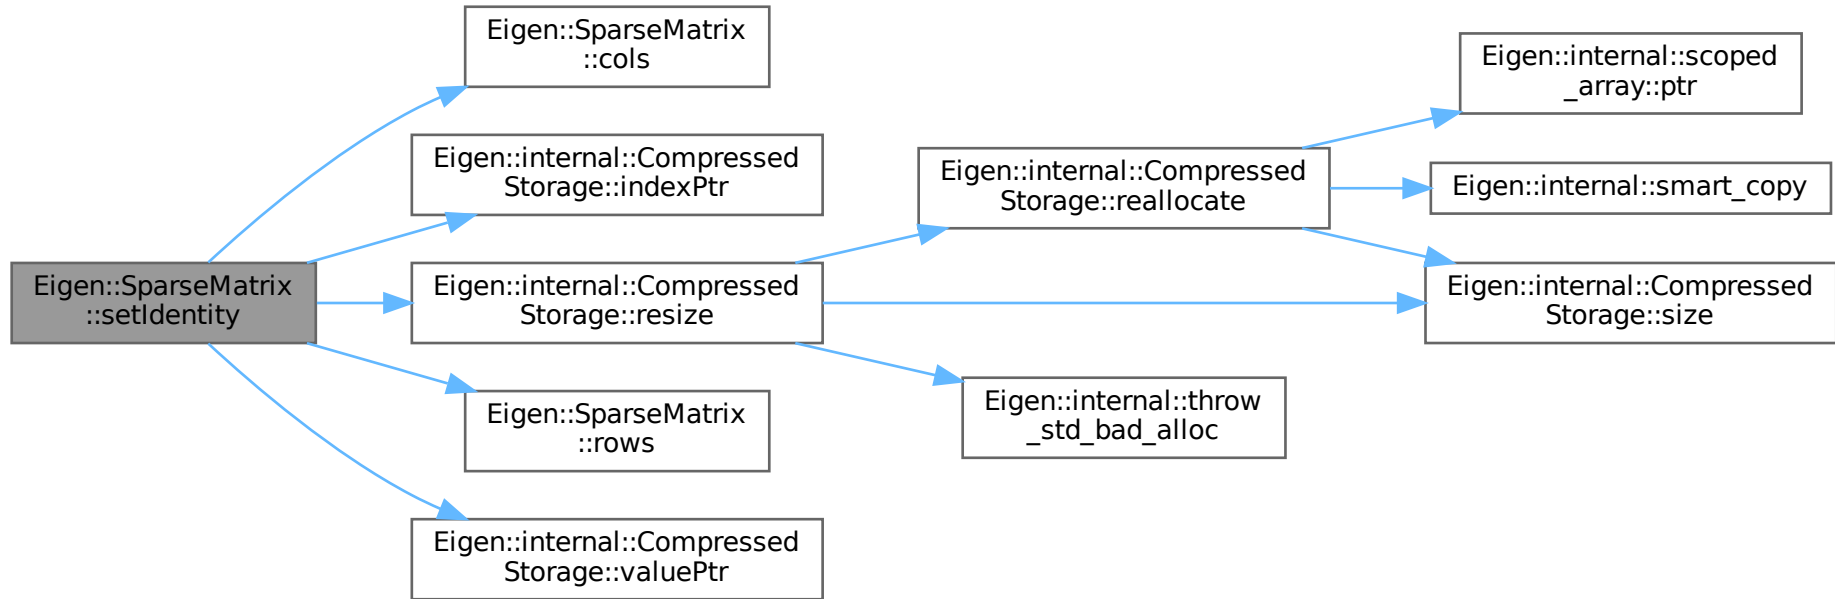 Eigen::SparseMatrix
::setIdentity
Eigen::SparseMatrix
::cols
Eigen::internal::Compressed
Storage::indexPtr
Eigen::internal::Compressed
Storage::resize
Eigen::SparseMatrix
::rows
Eigen::internal::Compressed
Storage::valuePtr
Eigen::internal::Compressed
Storage::reallocate
Eigen::internal::throw
_std_bad_alloc
Eigen::internal::scoped
_array::ptr
Eigen::internal::smart_copy
Eigen::internal::Compressed
Storage::size